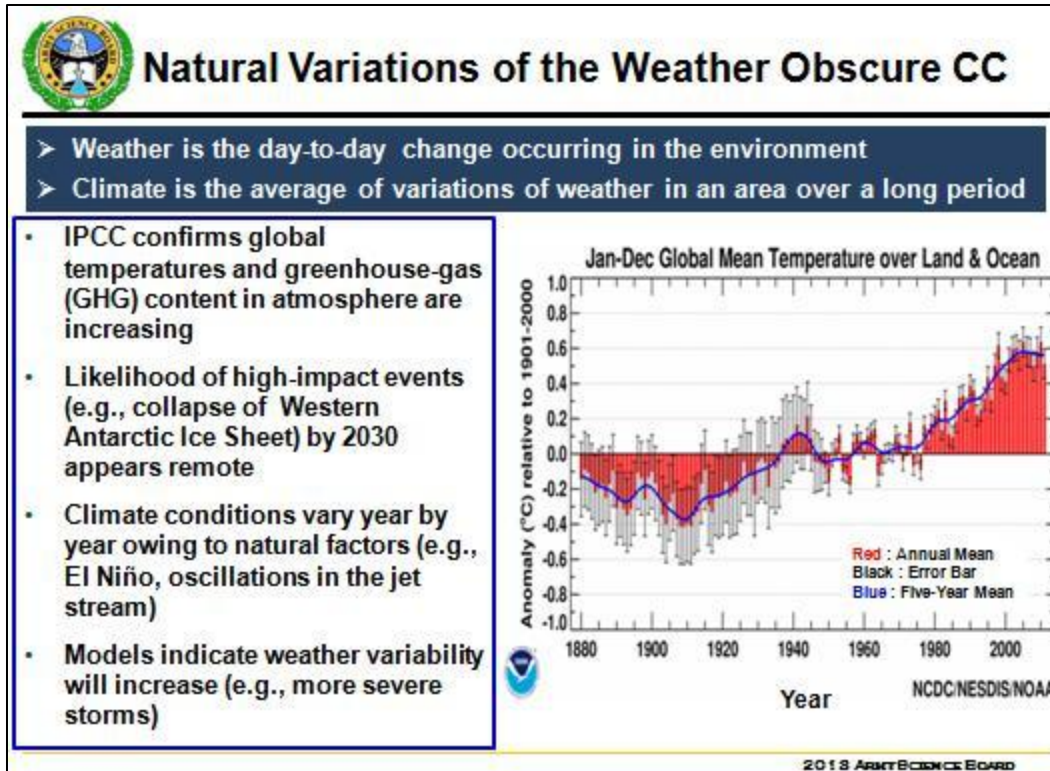 ARMY SCIENCE BOARD
Natural Variations of the Weather Obscure CC
➢ Weather is the day-to-day change occurring in the environment
➢ Climate is the average of variations of weather in an area over a long period
• IPCC confirms global
temperatures and greenhouse-gas
(GHG) content in atmosphere are
increasing
• Likelihood of high-impact events
(e.g., collapse of Western
Antarctic Ice Sheet) by 2030
appears remote
• Climate conditions vary year by
year owing to natural factors (e.g.,
El Niño, oscillations in the jet
stream)
• Models indicate weather variability
will increase (e.g., more severe
storms)
Jan-Dec Global Mean Temperature over Land & Ocean
Anomaly (°C) relative to 1901-2000
1.0
0.8
0.6
0.4
0.2
0.0
-0.2
-0.4
-0.6
-0.8
-1.0
Red : Annual Mean
Black : Error Bar
Blue : Five-Year Mean
1880 1900 1920 1940 1960 1980 2000
Year
NCDC/NESDIS/NOAA
2013 ARMY SCIENCE BOARD